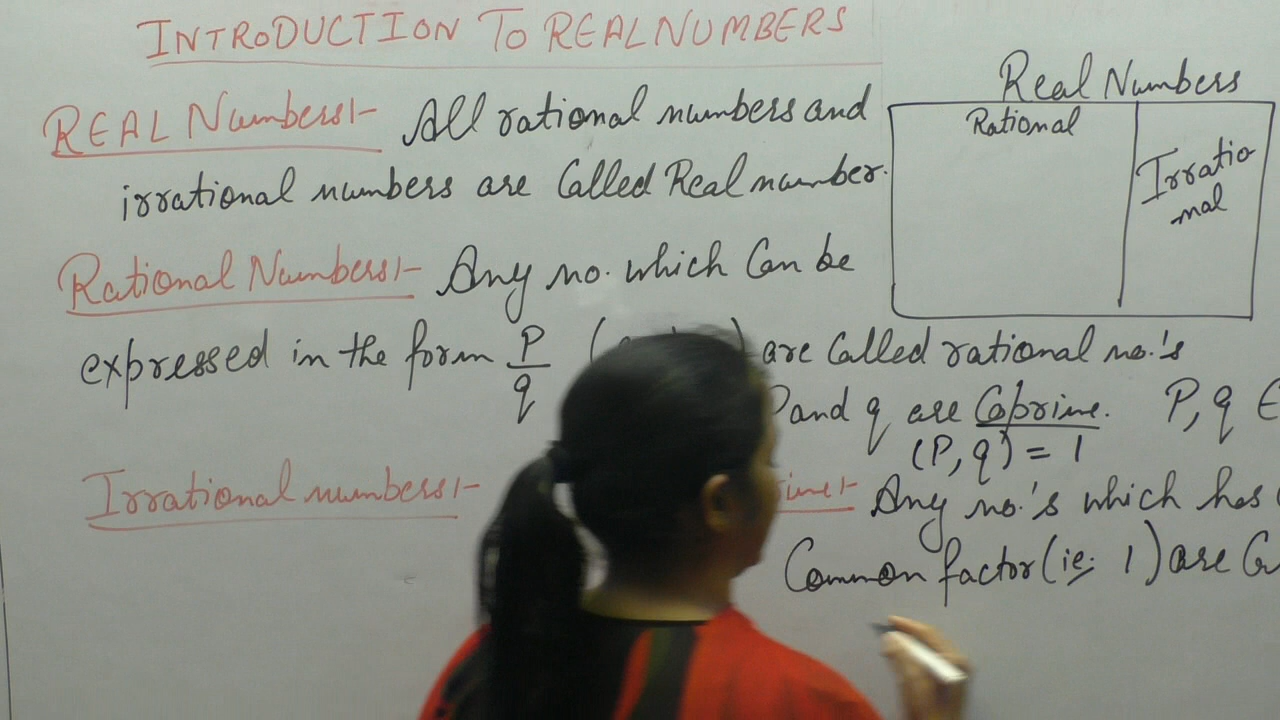 INTRODUCTION TO REAL NUMBERS
REAL Numbers:- All rational numbers and
irrational numbers are Called Real number.
Real Numbers
Rational
Irratio
nal
Rational Numbers:- Any no. which Can be
expressed in the form P/q ( ) are Called rational no.'s
P and q are Coprime. P, q ∈
(P, q) = 1
Irrational numbers:- Any no.'s which has
Common factor (ie; 1) are